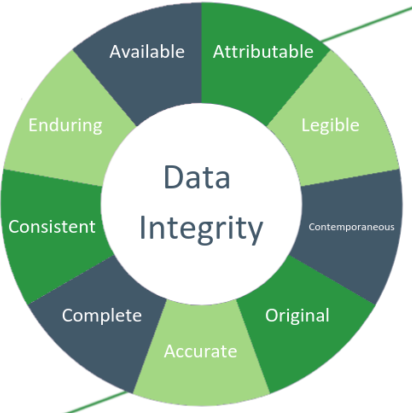 Data
Integrity
Attributable
Legible
Contemporaneous
Original
Accurate
Complete
Consistent
Enduring
Available